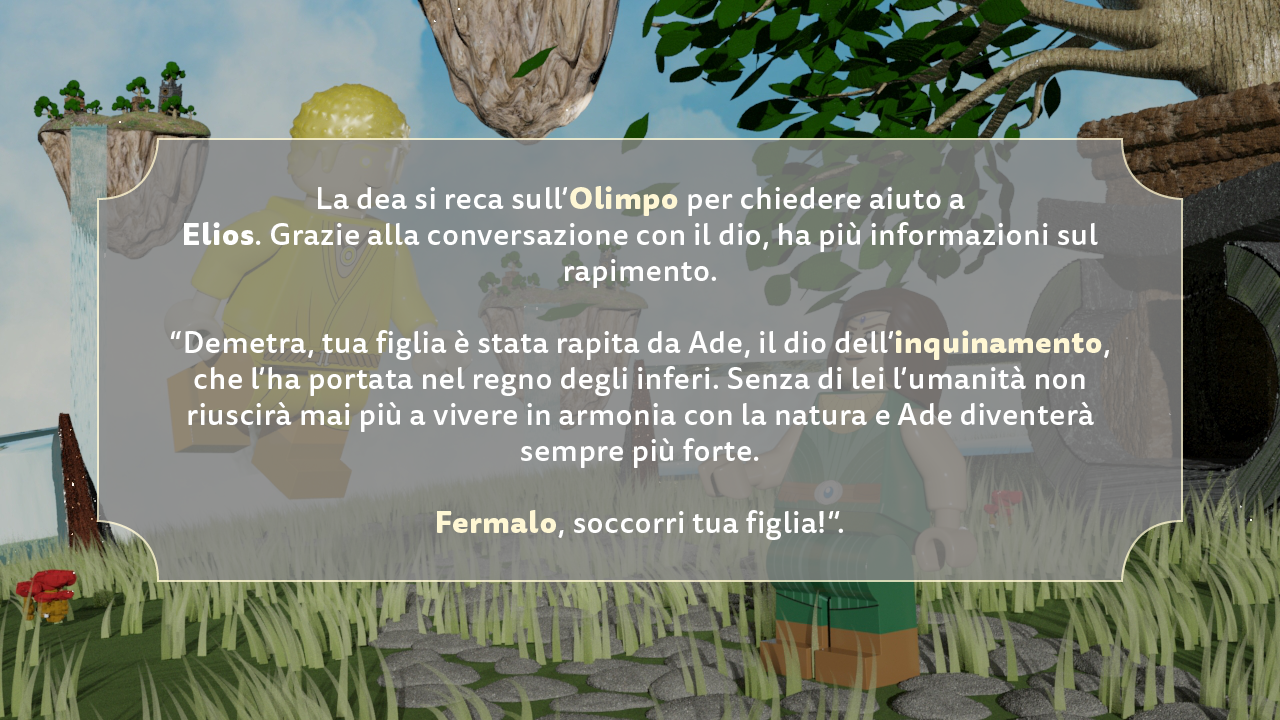 La dea si reca sull’Olimpo per chiedere aiuto a
Elios. Grazie alla conversazione con il dio, ha più informazioni sul
rapimento.
“Demetra, tua figlia è stata rapita da Ade, il dio dell’inquinamento,
che l’ha portata nel regno degli inferi. Senza di lei l’umanità non
riuscirà mai più a vivere in armonia con la natura e Ade diventerà
sempre più forte.
Fermalo, soccorri tua figlia!”.